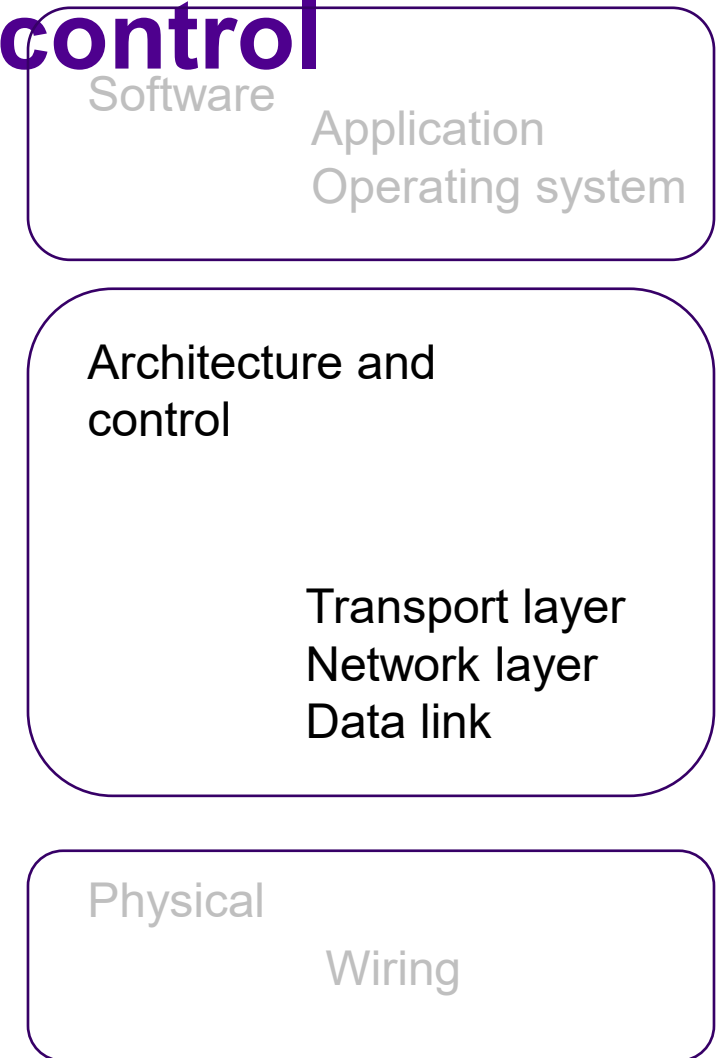 control
Software
Application
Operating system
Architecture and
control
Transport layer
Network layer
Data link
Physical
Wiring